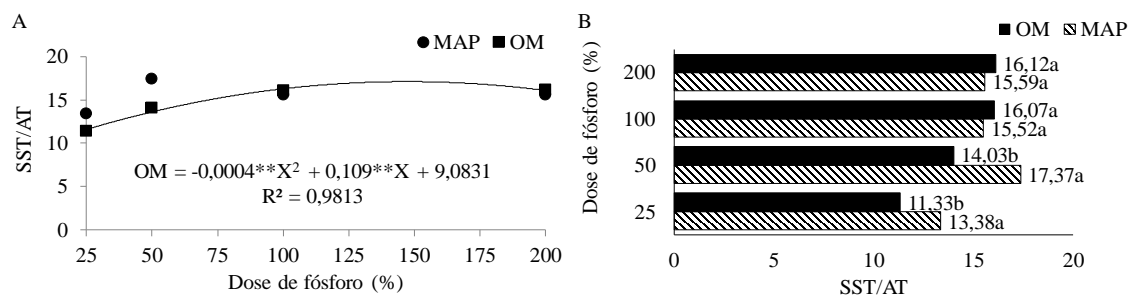 A
MAP OM
20
15
10
5
0
SST/AT
OM = -0,0004**X² + 0,109**X + 9,0831
R² = 0,9813
25 50 75 100 125 150 175 200
Dose de fósforo (%)
B
OM MAP
Dose de fósforo (%)
200
16,12a
15,59a
100
16,07a
15,52a
50
14,03b
17,37a
25
11,33b
13,38a
0 5 10 15 20
SST/AT